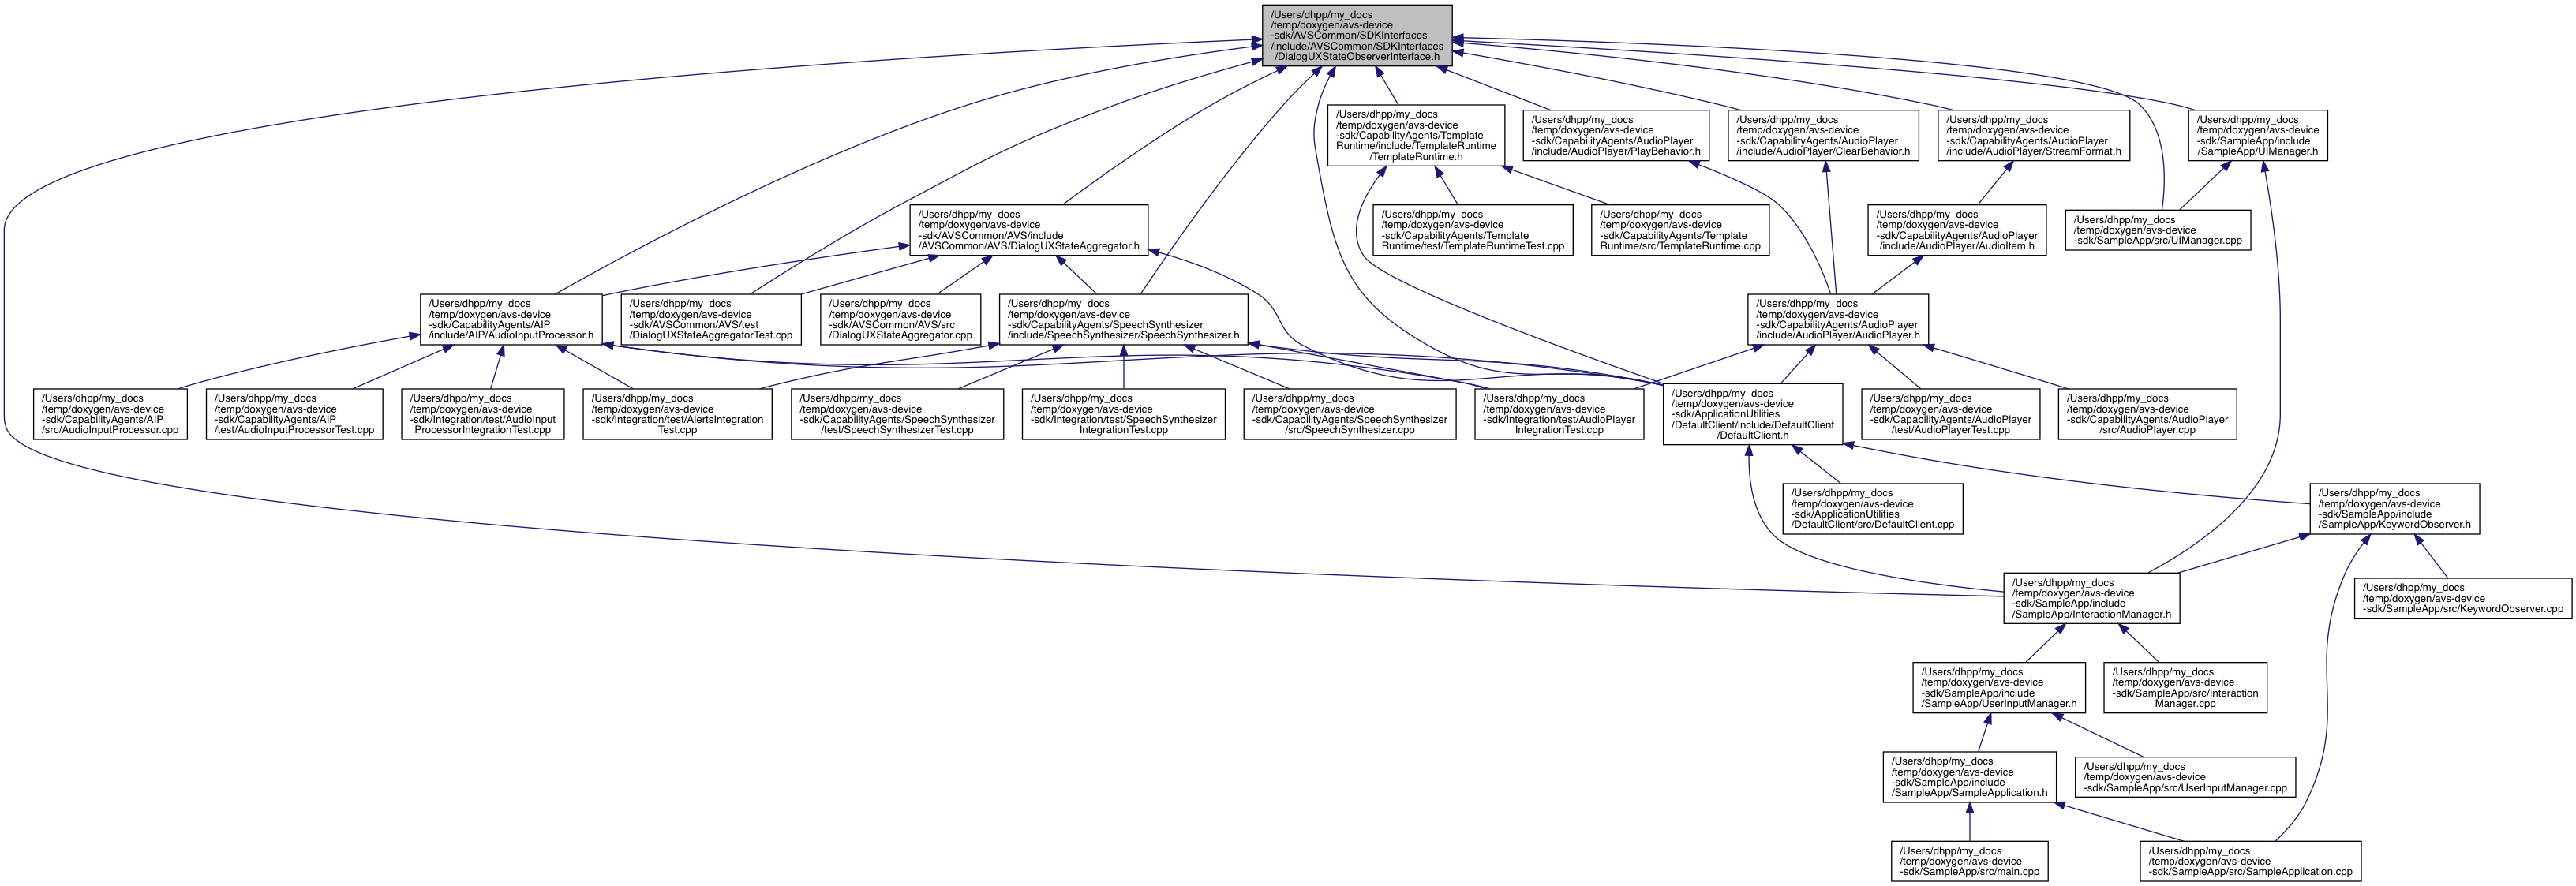 /Users/dhpp/my_docs
/temp/doxygen/avs-device
-sdk/AVSCommon/SDKInterfaces
/include/AVSCommon/SDKInterfaces
/DialogUXStateObserverInterface.h
/Users/dhpp/my_docs
/temp/doxygen/avs-device
-sdk/CapabilityAgents/Template
Runtime/include/TemplateRuntime
/TemplateRuntime.h
/Users/dhpp/my_docs
/temp/doxygen/avs-device
-sdk/CapabilityAgents/AudioPlayer
/include/AudioPlayer/PlayBehavior.h
/Users/dhpp/my_docs
/temp/doxygen/avs-device
-sdk/CapabilityAgents/AudioPlayer
/include/AudioPlayer/ClearBehavior.h
/Users/dhpp/my_docs
/temp/doxygen/avs-device
-sdk/CapabilityAgents/AudioPlayer
/include/AudioPlayer/StreamFormat.h
/Users/dhpp/my_docs
/temp/doxygen/avs-device
-sdk/SampleApp/include
/SampleApp/UIManager.h
/Users/dhpp/my_docs
/temp/doxygen/avs-device
-sdk/AVSCommon/AVS/include
/AVSCommon/AVS/DialogUXStateAggregator.h
/Users/dhpp/my_docs
/temp/doxygen/avs-device
-sdk/CapabilityAgents/Template
Runtime/test/TemplateRuntimeTest.cpp
/Users/dhpp/my_docs
/temp/doxygen/avs-device
-sdk/CapabilityAgents/Template
Runtime/src/TemplateRuntime.cpp
/Users/dhpp/my_docs
/temp/doxygen/avs-device
-sdk/CapabilityAgents/AudioPlayer
/include/AudioPlayer/AudioItem.h
/Users/dhpp/my_docs
/temp/doxygen/avs-device
-sdk/SampleApp/src/UIManager.cpp
/Users/dhpp/my_docs
/temp/doxygen/avs-device
-sdk/CapabilityAgents/AIP
/include/AIP/AudioInputProcessor.h
/Users/dhpp/my_docs
/temp/doxygen/avs-device
-sdk/AVSCommon/AVS/test
/DialogUXStateAggregatorTest.cpp
/Users/dhpp/my_docs
/temp/doxygen/avs-device
-sdk/AVSCommon/AVS/src
/DialogUXStateAggregator.cpp
/Users/dhpp/my_docs
/temp/doxygen/avs-device
-sdk/CapabilityAgents/SpeechSynthesizer
/include/SpeechSynthesizer/SpeechSynthesizer.h
/Users/dhpp/my_docs
/temp/doxygen/avs-device
-sdk/CapabilityAgents/AudioPlayer
/include/AudioPlayer/AudioPlayer.h
/Users/dhpp/my_docs
/temp/doxygen/avs-device
-sdk/CapabilityAgents/AIP
/src/AudioInputProcessor.cpp
/Users/dhpp/my_docs
/temp/doxygen/avs-device
-sdk/CapabilityAgents/AIP
/test/AudioInputProcessorTest.cpp
/Users/dhpp/my_docs
/temp/doxygen/avs-device
-sdk/Integration/test/AudioInput
ProcessorIntegrationTest.cpp
/Users/dhpp/my_docs
/temp/doxygen/avs-device
-sdk/Integration/test/AlertsIntegration
Test.cpp
/Users/dhpp/my_docs
/temp/doxygen/avs-device
-sdk/CapabilityAgents/SpeechSynthesizer
/test/SpeechSynthesizerTest.cpp
/Users/dhpp/my_docs
/temp/doxygen/avs-device
-sdk/Integration/test/SpeechSynthesizer
IntegrationTest.cpp
/Users/dhpp/my_docs
/temp/doxygen/avs-device
-sdk/CapabilityAgents/SpeechSynthesizer
/src/SpeechSynthesizer.cpp
/Users/dhpp/my_docs
/temp/doxygen/avs-device
-sdk/Integration/test/AudioPlayer
IntegrationTest.cpp
/Users/dhpp/my_docs
/temp/doxygen/avs-device
-sdk/ApplicationUtilities
/DefaultClient/include/DefaultClient
/DefaultClient.h
/Users/dhpp/my_docs
/temp/doxygen/avs-device
-sdk/CapabilityAgents/AudioPlayer
/test/AudioPlayerTest.cpp
/Users/dhpp/my_docs
/temp/doxygen/avs-device
-sdk/CapabilityAgents/AudioPlayer
/src/AudioPlayer.cpp
/Users/dhpp/my_docs
/temp/doxygen/avs-device
-sdk/ApplicationUtilities
/DefaultClient/src/DefaultClient.cpp
/Users/dhpp/my_docs
/temp/doxygen/avs-device
-sdk/SampleApp/include
/SampleApp/KeywordObserver.h
/Users/dhpp/my_docs
/temp/doxygen/avs-device
-sdk/SampleApp/include
/SampleApp/InteractionManager.h
/Users/dhpp/my_docs
/temp/doxygen/avs-device
-sdk/SampleApp/src/KeywordObserver.cpp
/Users/dhpp/my_docs
/temp/doxygen/avs-device
-sdk/SampleApp/include
/SampleApp/UserInputManager.h
/Users/dhpp/my_docs
/temp/doxygen/avs-device
-sdk/SampleApp/src/Interaction
Manager.cpp
/Users/dhpp/my_docs
/temp/doxygen/avs-device
-sdk/SampleApp/include
/SampleApp/SampleApplication.h
/Users/dhpp/my_docs
/temp/doxygen/avs-device
-sdk/SampleApp/src/UserInputManager.cpp
/Users/dhpp/my_docs
/temp/doxygen/avs-device
-sdk/SampleApp/src/main.cpp
/Users/dhpp/my_docs
/temp/doxygen/avs-device
-sdk/SampleApp/src/SampleApplication.cpp